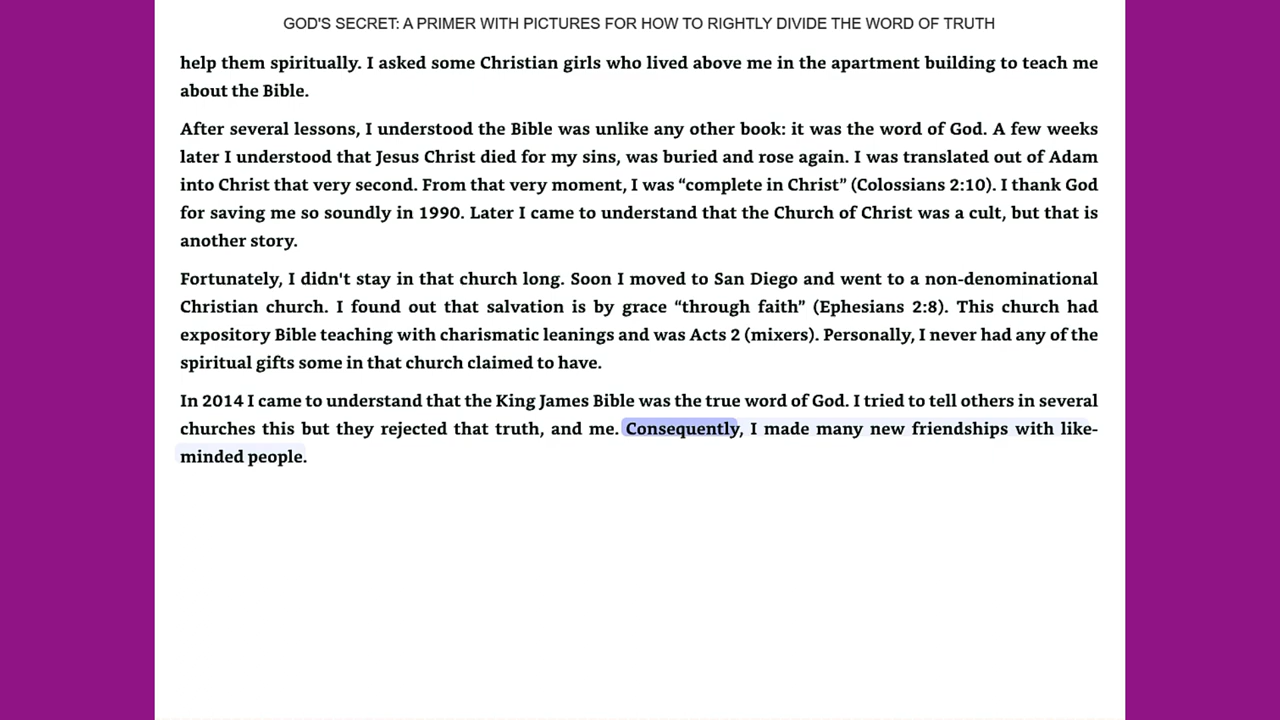 GOD'S SECRET: A PRIMER WITH PICTURES FOR HOW TO RIGHTLY DIVIDE THE WORD OF TRUTH
help them spiritually. I asked some Christian girls who lived above me in the apartment building to teach me
about the Bible.
After several lessons, I understood the Bible was unlike any other book: it was the word of God. A few weeks
later I understood that Jesus Christ died for my sins, was buried and rose again. I was translated out of Adam
into Christ that very second. From that very moment, I was “complete in Christ” (Colossians 2:10). I thank God
for saving me so soundly in 1990. Later I came to understand that the Church of Christ was a cult, but that is
another story.
Fortunately, I didn't stay in that church long. Soon I moved to San Diego and went to a non-denominational
Christian church. I found out that salvation is by grace “through faith” (Ephesians 2:8). This church had
expository Bible teaching with charismatic leanings and was Acts 2 (mixers). Personally, I never had any of the
spiritual gifts some in that church claimed to have.
In 2014 I came to understand that the King James Bible was the true word of God. I tried to tell others in several
churches this but they rejected that truth, and me. Consequently, I made many new friendships with like-
minded people.